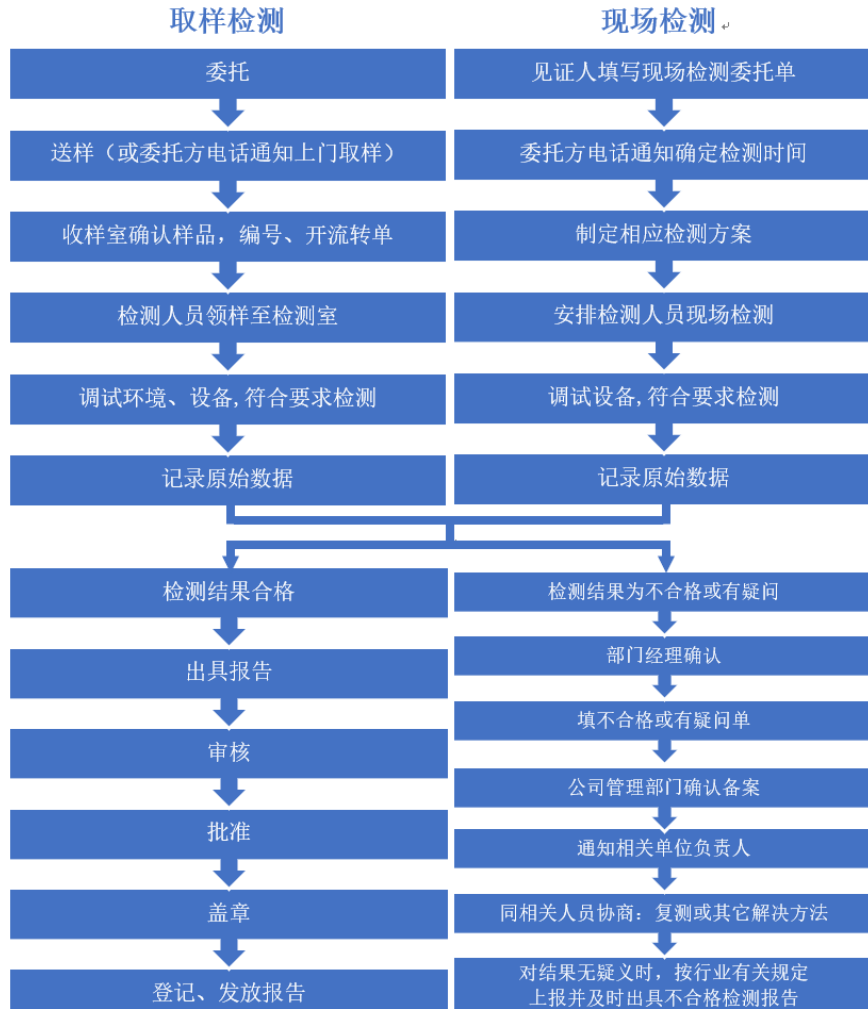 取样检测
委托
送样（或委托方电话通知上门取样）
收样室确认样品，编号、开流转单
检测人员领样至检测室
调试环境、设备,符合要求检测
记录原始数据
现场检测
见证人填写现场检测委托单
委托方电话通知确定检测时间
制定相应检测方案
安排检测人员现场检测
调试设备,符合要求检测
记录原始数据
检测结果合格
出具报告
审核
批准
盖章
登记、发放报告
检测结果为不合格或有疑问
部门经理确认
填不合格或有疑问单
公司管理部门确认备案
通知相关单位负责人
同相关人员协商：复测或其它解决方法
对结果无疑义时，按行业有关规定
上报并及时出具不合格检测报告